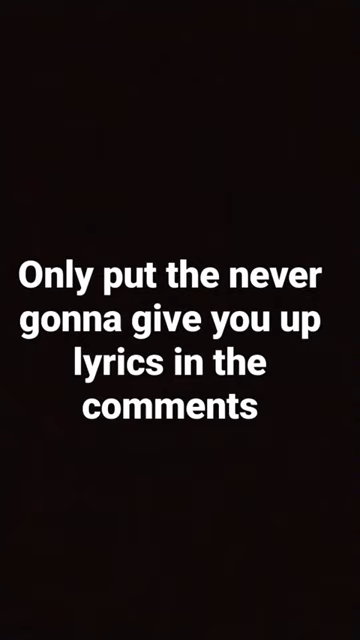 Only put the never
gonna give you up
lyrics in the
comments